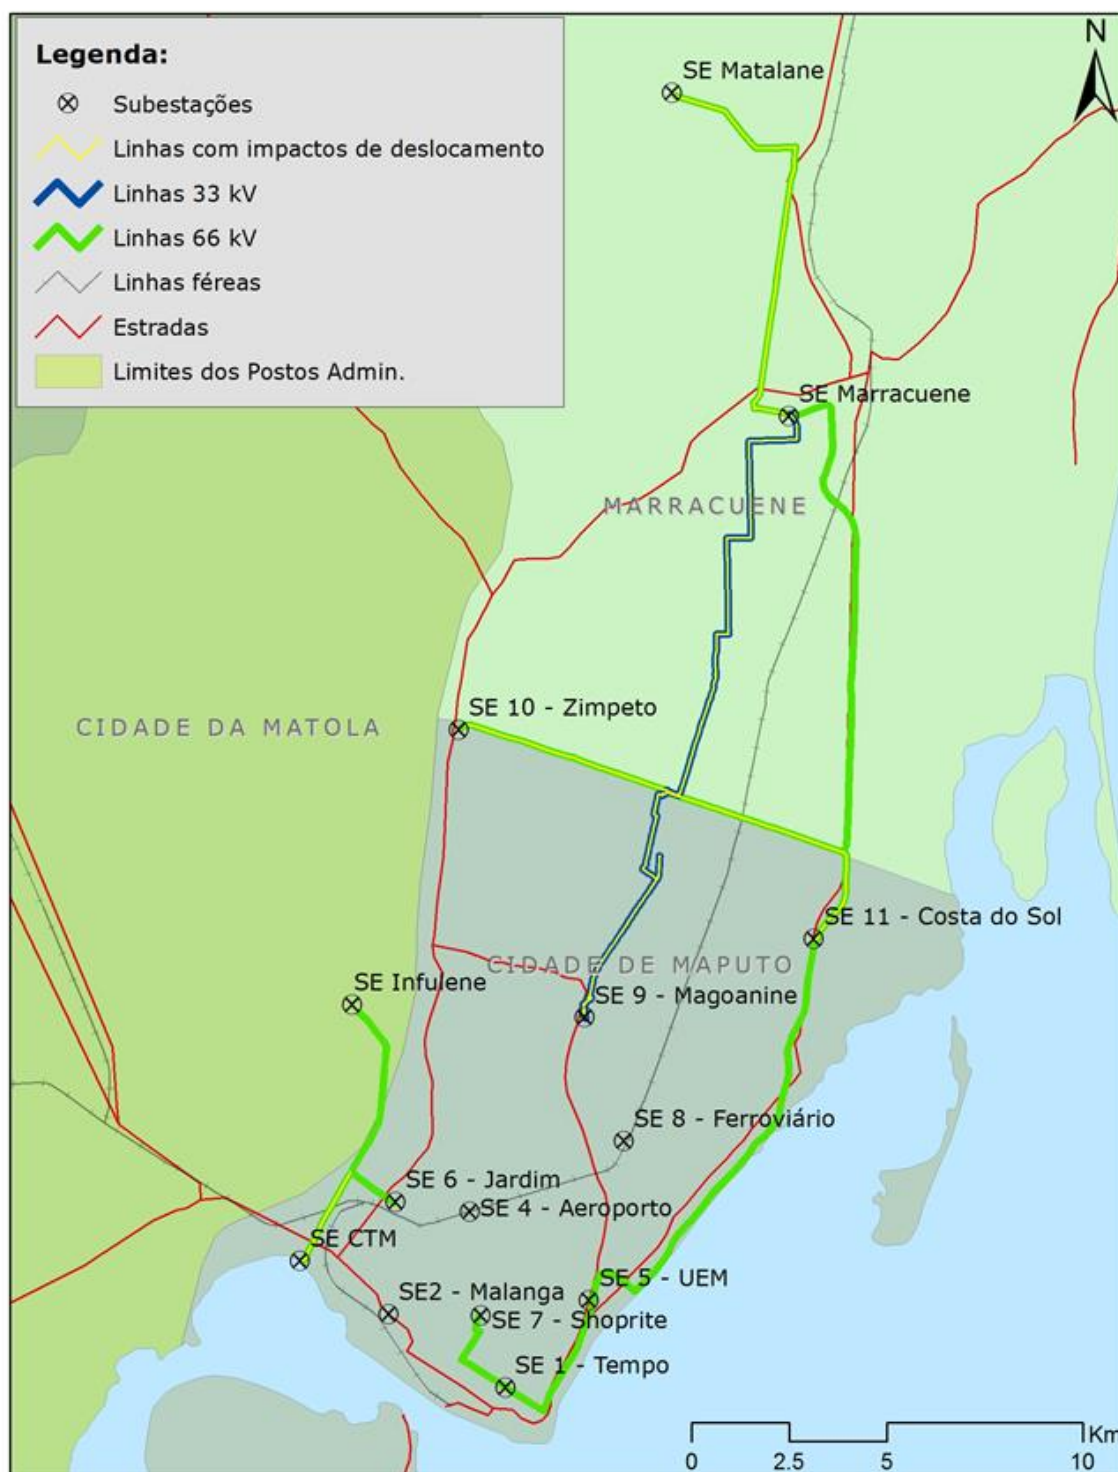 Legenda:
Subestações
Linhas com impactos de deslocamento
Linhas 33 kV
Linhas 66 kV
Linhas féreas
Estradas
Limites dos Postos Admin.
N
SE Matalane
SE Marracuene
MARRACUENE
SE 10 - Zimpeto
CIDADE DA MATOLA
SE 11 - Costa do Sol
CIDADE DE MAPUTO
SE Infulene
SE 9 - Magoanine
SE 8 - Ferroviário
SE 6 - Jardim
SE 4 - Aeroporto
SE CTM
SE 5 - UEM
SE2 - Malanga
SE 7 - Shoprite
SE 1 - Tempo
Km
0 2.5 5 10